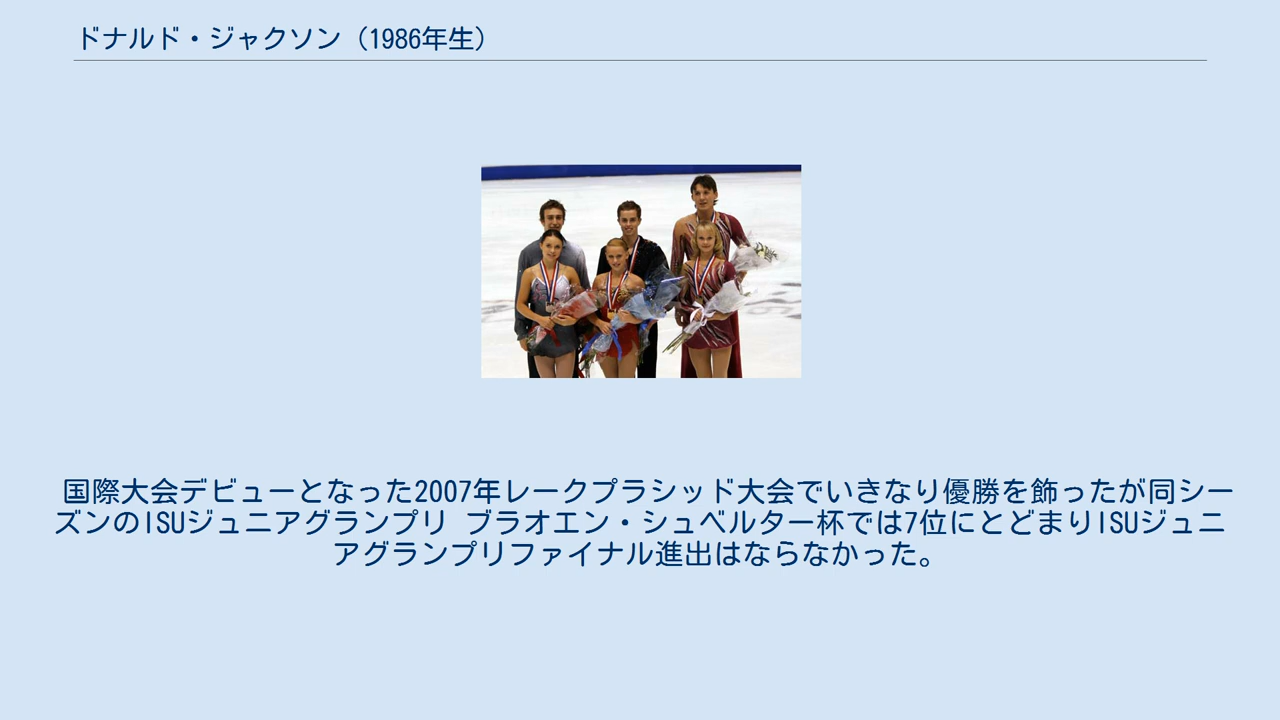 ドナルド・ジャクソン（1986年生）
国際大会デビューとなった2007年レークプラシッド大会でいきなり優勝を飾ったが同シー
ズンのISUジュニアグランプリ ブラオエン・シュベルター杯では7位にとどまりISUジュニ
アグランプリファイナル進出はならなかった。